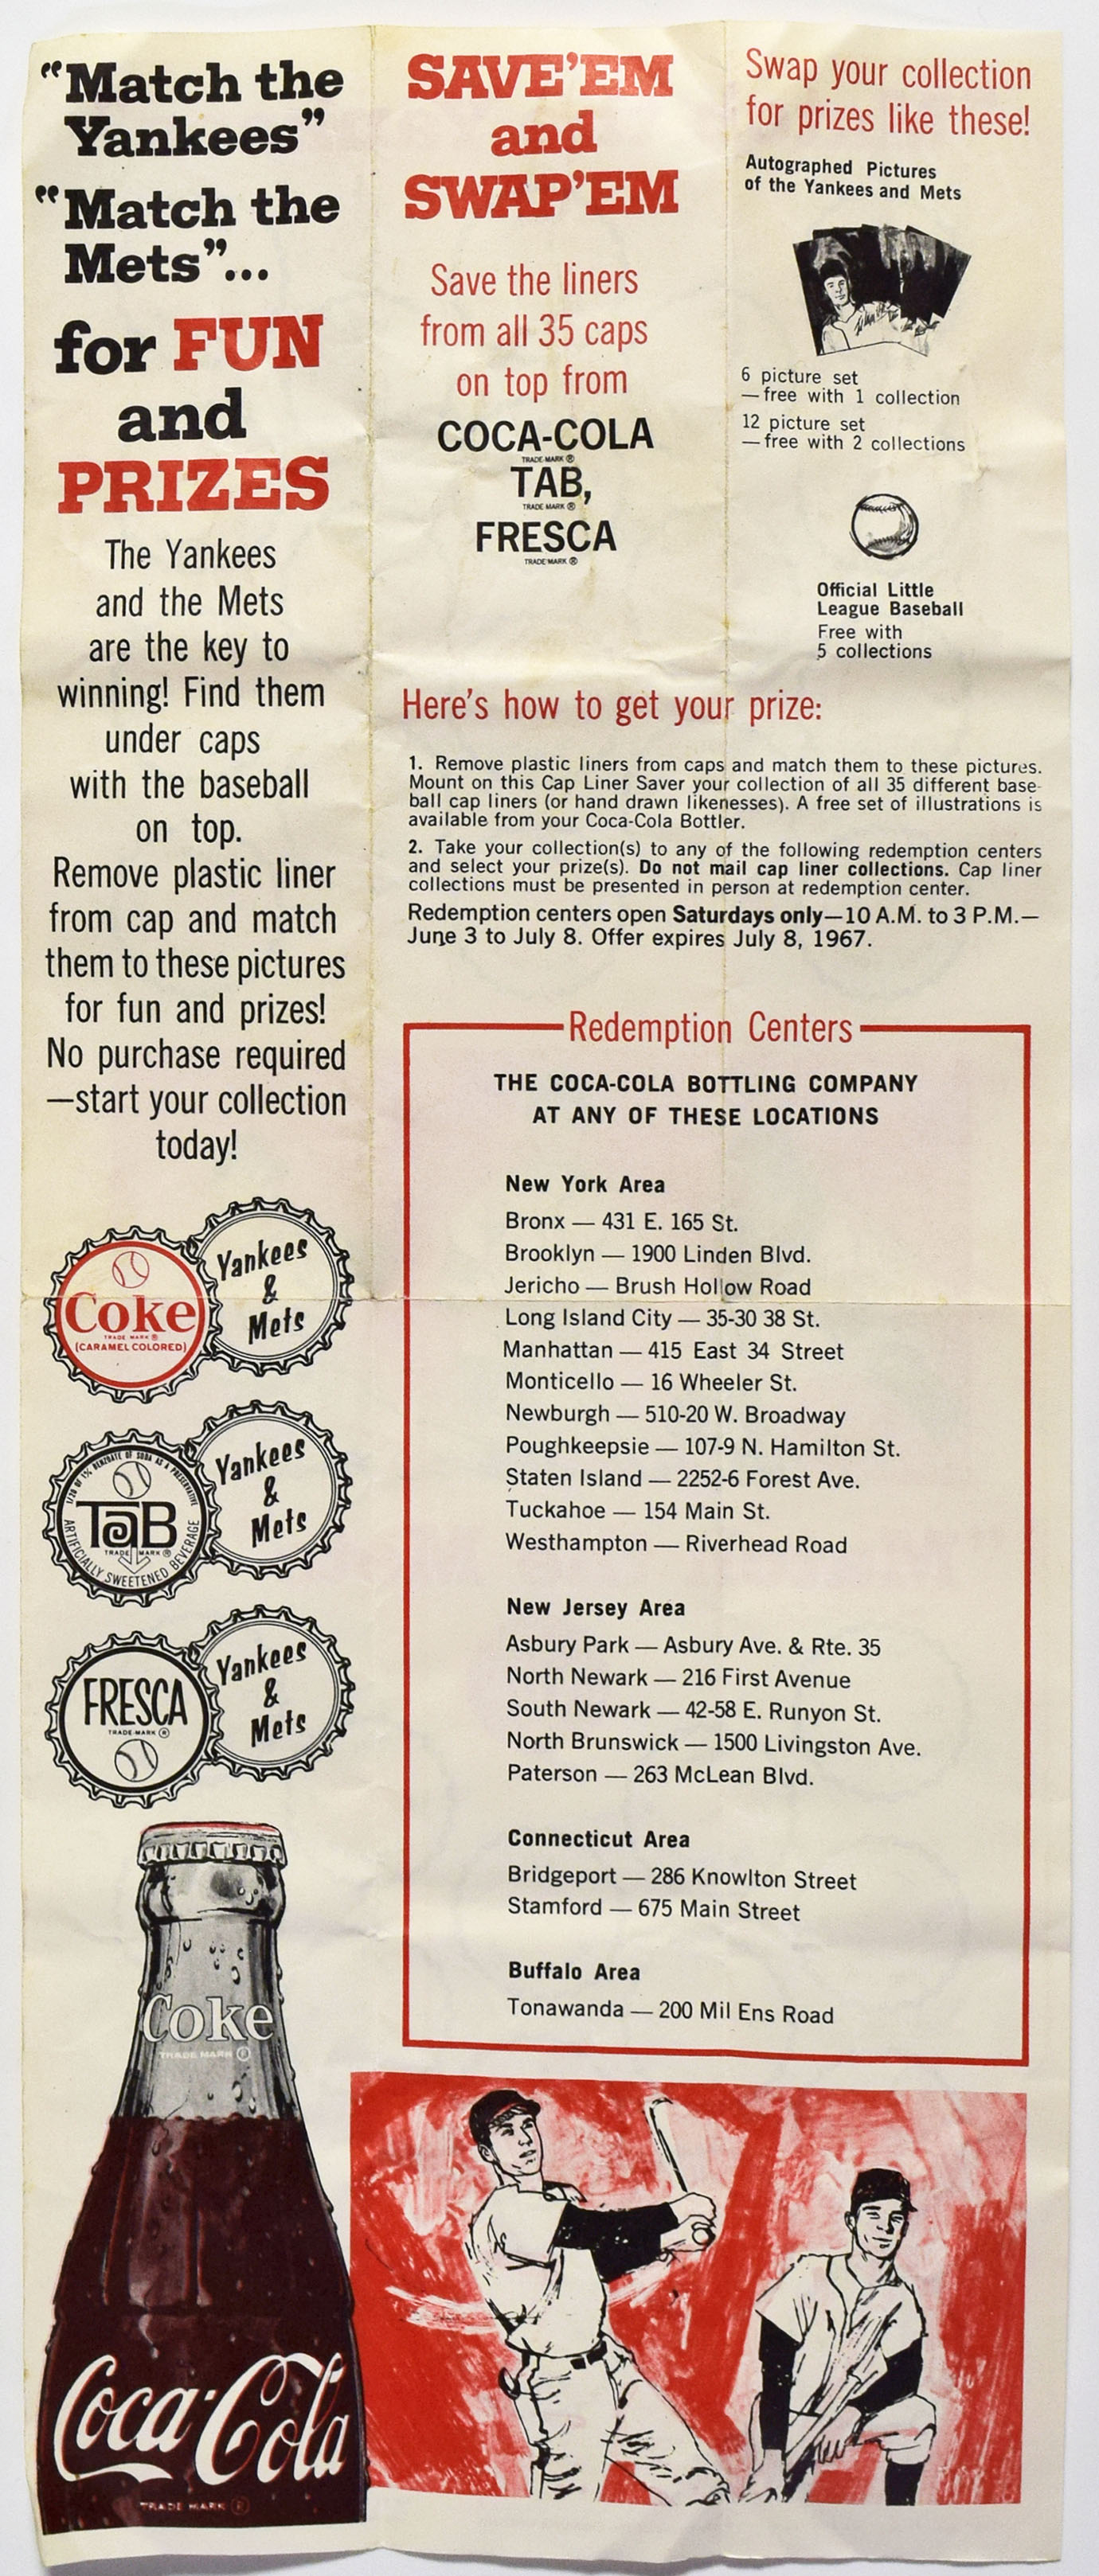 “Match the
Yankees”
“Match the
Mets”...
for FUN
and
PRIZES
The Yankees
and the Mets
are the key to
winning! Find them
under caps
with the baseball
on top.
Remove plastic liner
from cap and match
them to these pictures
for fun and prizes!
No purchase required
—start your collection
today!
Coke
TRADE MARK ®
(CARAMEL COLORED)
Yankees
&
Mets
1/20 OF 1% BENZOATE OF SODA AS A PRESERVATIVE
TaB
TRADE MARK ®
ARTIFICIALLY SWEETENED BEVERAGE
Yankees
&
Mets
FRESCA
TRADE-MARK ®
Yankees
&
Mets
Coke
TRADE MARK ®
Coca-Cola
TRADE MARK ®
SAVE’EM
and
SWAP’EM
Save the liners
from all 35 caps
on top from
COCA-COLA
TRADE-MARK ®
TAB,
TRADE MARK ®
FRESCA
TRADE MARK ®
Swap your collection
for prizes like these!
Autographed Pictures
of the Yankees and Mets
6 picture set
—free with 1 collection
12 picture set
—free with 2 collections
Official Little
League Baseball
Free with
5 collections
Here’s how to get your prize:
1. Remove plastic liners from caps and match them to these pictures.
Mount on this Cap Liner Saver your collection of all 35 different base-
ball cap liners (or hand drawn likenesses). A free set of illustrations is
available from your Coca-Cola Bottler.
2. Take your collection(s) to any of the following redemption centers
and select your prize(s). Do not mail cap liner collections. Cap liner
collections must be presented in person at redemption center.
Redemption centers open Saturdays only—10 A.M. to 3 P.M.—
June 3 to July 8. Offer expires July 8, 1967.
Redemption Centers
THE COCA-COLA BOTTLING COMPANY
AT ANY OF THESE LOCATIONS
New York Area
Bronx — 431 E. 165 St.
Brooklyn — 1900 Linden Blvd.
Jericho — Brush Hollow Road
Long Island City — 35-30 38 St.
Manhattan — 415 East 34 Street
Monticello — 16 Wheeler St.
Newburgh — 510-20 W. Broadway
Poughkeepsie — 107-9 N. Hamilton St.
Staten Island — 2252-6 Forest Ave.
Tuckahoe — 154 Main St.
Westhampton — Riverhead Road
New Jersey Area
Asbury Park — Asbury Ave. & Rte. 35
North Newark — 216 First Avenue
South Newark — 42-58 E. Runyon St.
North Brunswick — 1500 Livingston Ave.
Paterson — 263 McLean Blvd.
Connecticut Area
Bridgeport — 286 Knowlton Street
Stamford — 675 Main Street
Buffalo Area
Tonawanda — 200 Mil Ens Road